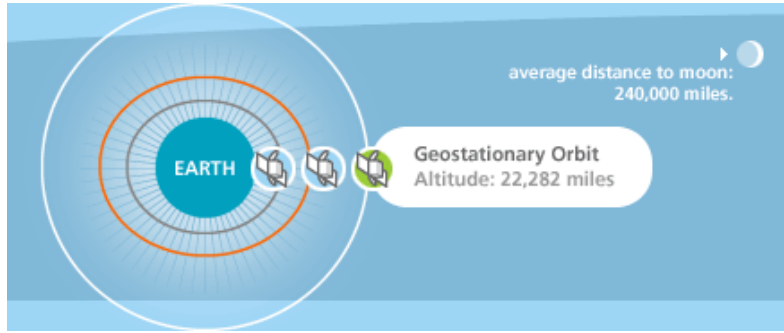 average distance to moon:
240,000 miles.
EARTH
Geostationary Orbit
Altitude: 22,282 miles